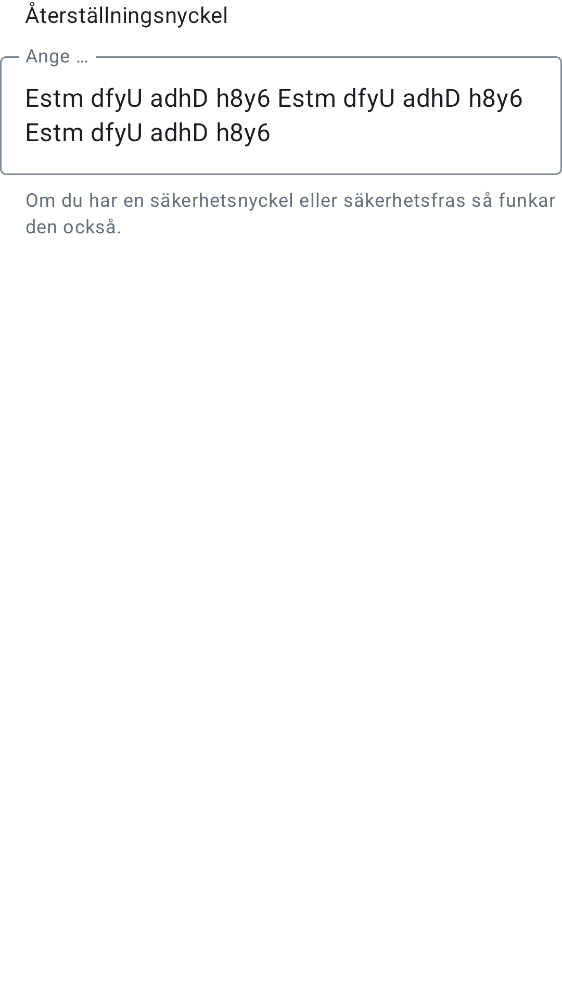 Återställningsnyckel
Ange …
Estm dfyU adhD h8y6 Estm dfyU adhD h8y6
Estm dfyU adhD h8y6
Om du har en säkerhetsnyckel eller säkerhetsfras så funkar
den också.